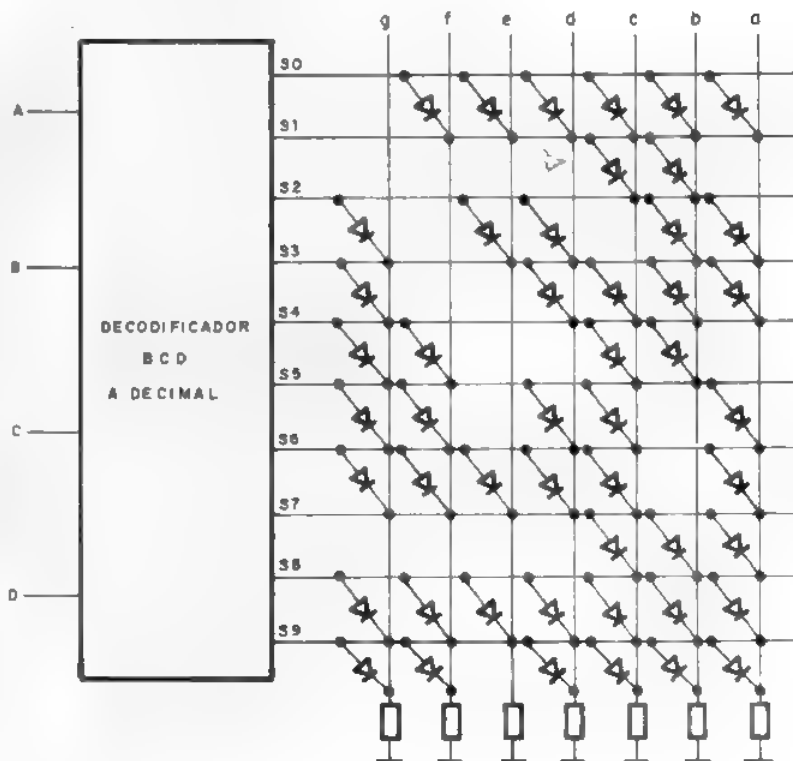 g f e d c b a
S0
A
S1
S2
B
S3
S4
DECODIFICADOR
BCD
A DECIMAL
S5
C
S6
S7
S8
D
S9